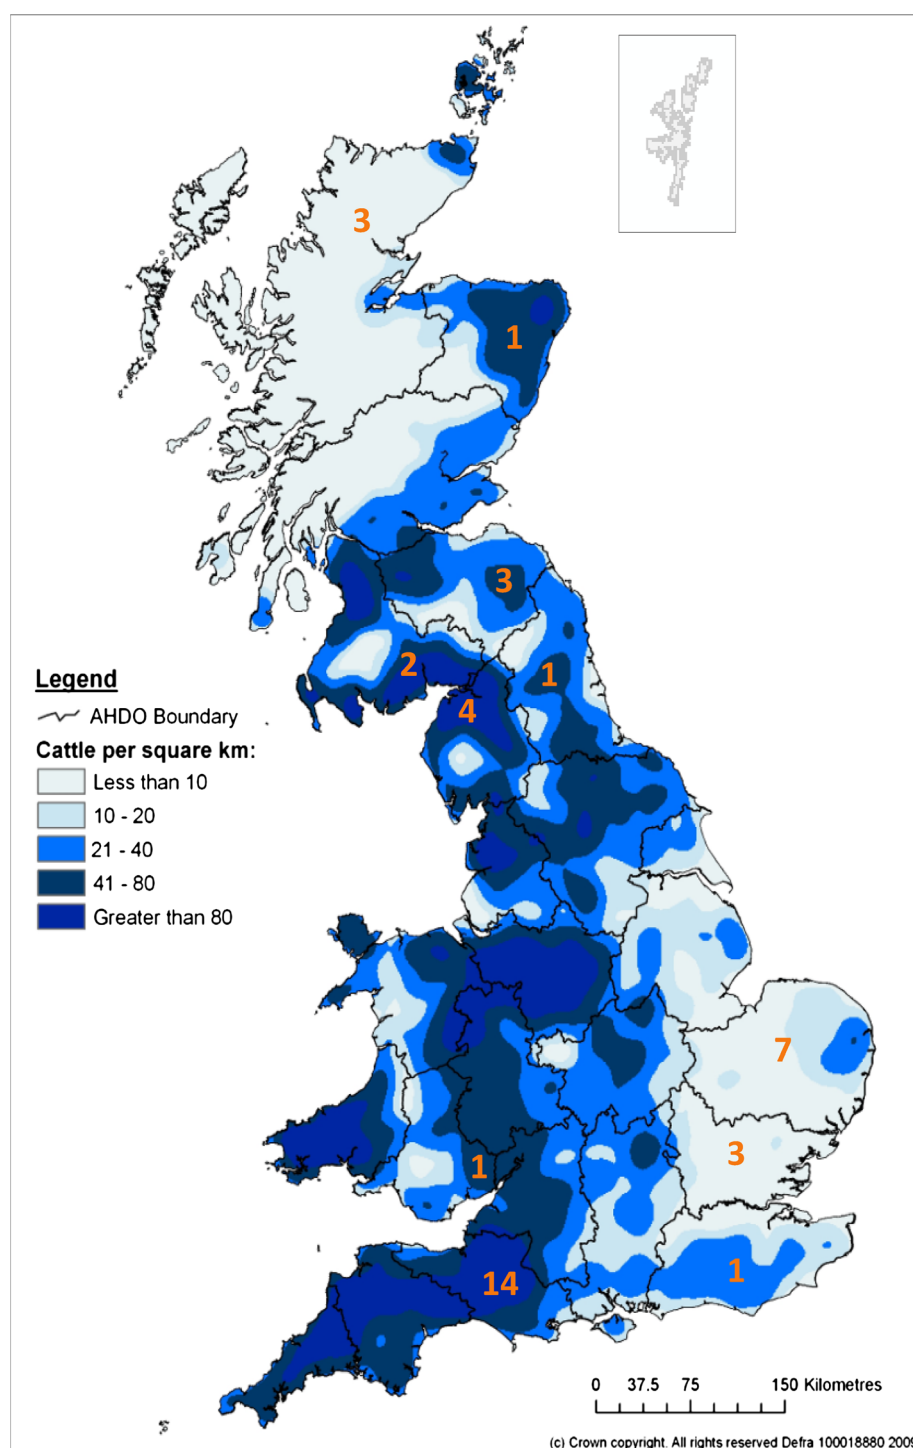 3
1
3
2
1
4
Legend
AHDO Boundary
Cattle per square km:
Less than 10
10 - 20
21 - 40
41 - 80
Greater than 80
7
3
1
1
14
0 37.5 75 150 Kilometres
(c) Crown copyright. All rights reserved Defra 100018880 2009